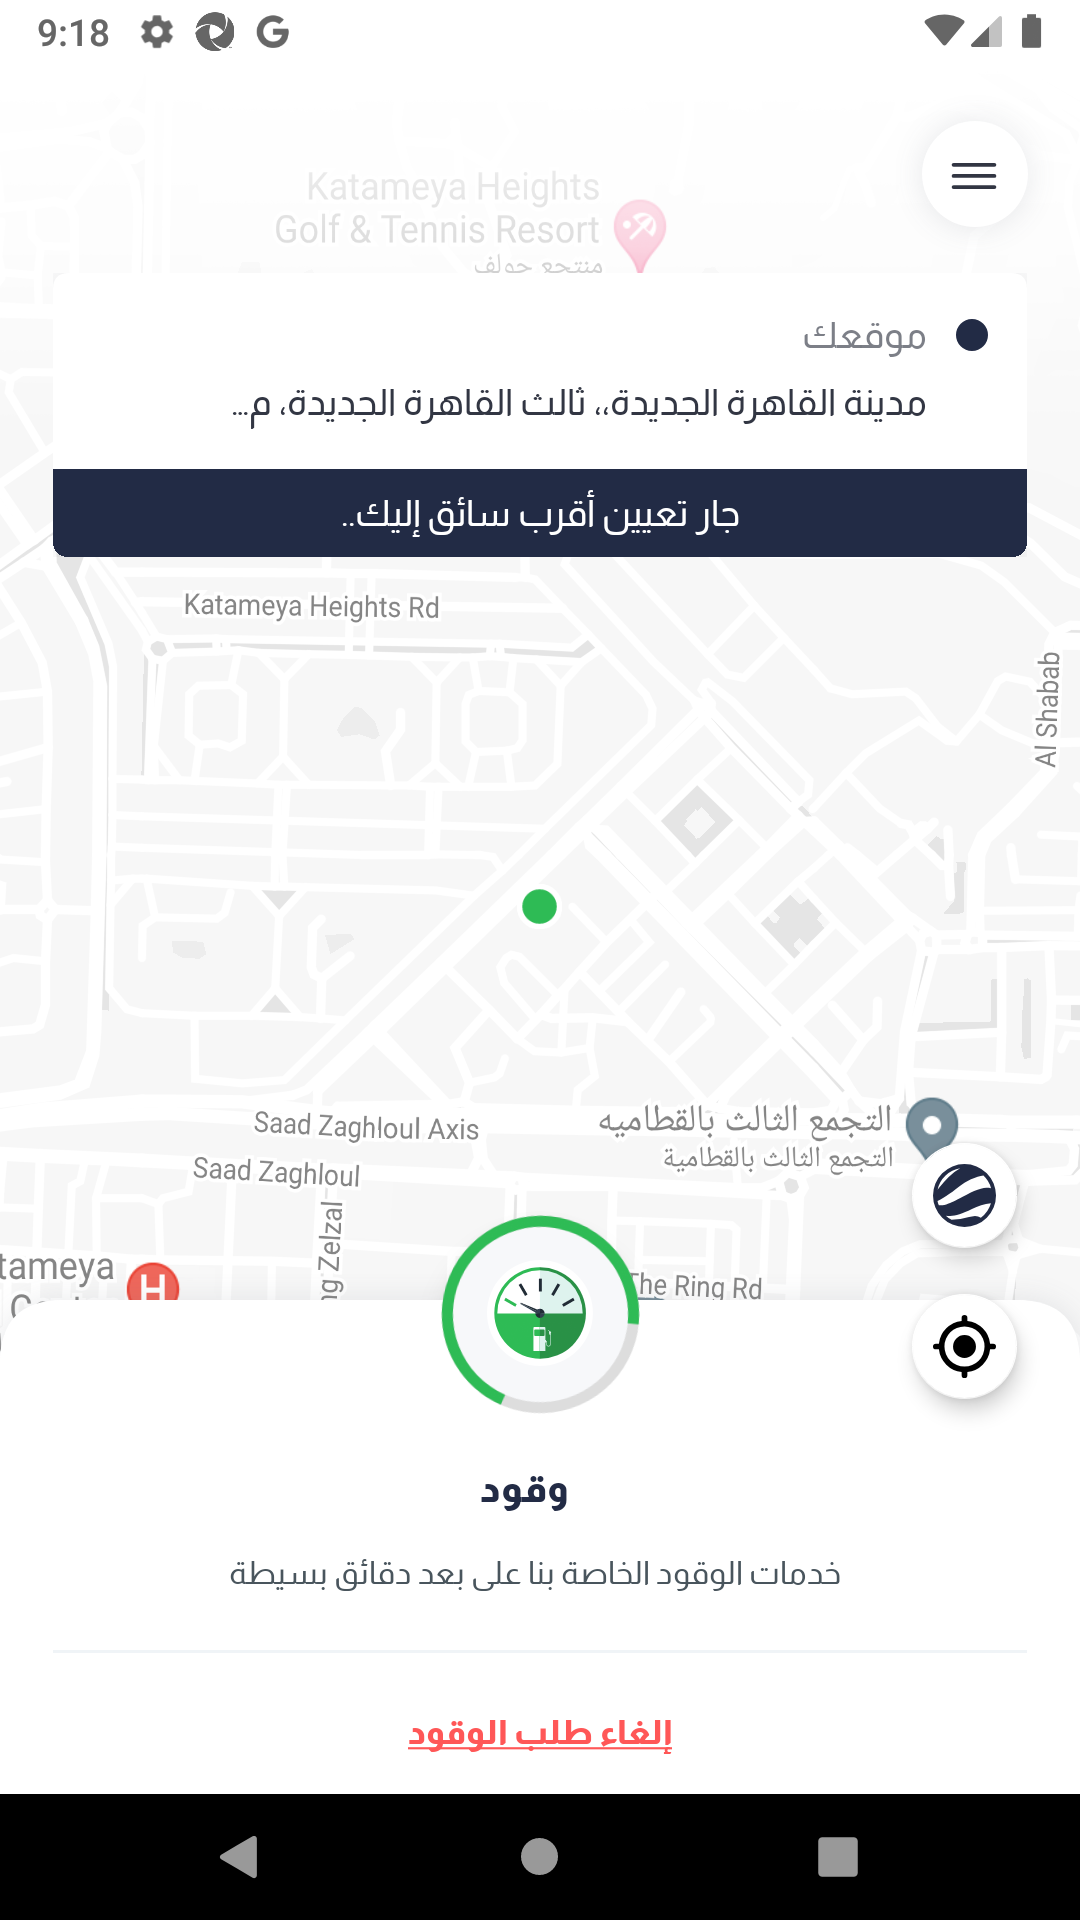 9:18
Katameya Heights
Golf & Tennis Resort
منتجع جولف
موقعك
مدينة القاهرة الجديدة،، ثالث القاهرة الجديدة، م...
جار تعيين أقرب سائق إليك..
Katameya Heights Rd
Al Shabab
التجمع الثالث بالقطاميه
التجمع الثالث بالقطامية
Saad Zaghloul Axis
Saad Zaghloul
ng Zelzal
tameya
H
The Ring Rd
وقود
خدمات الوقود الخاصة بنا على بعد دقائق بسيطة
إلغاء طلب الوقود